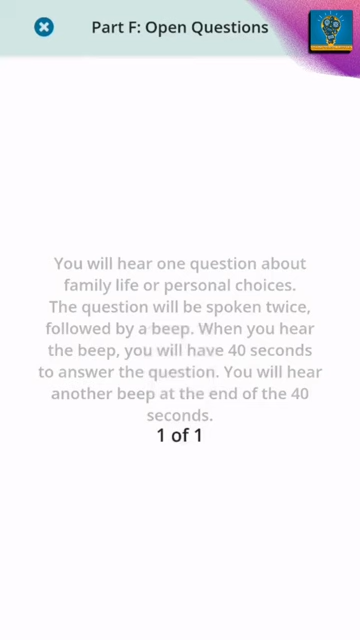 Part F: Open Questions
You will hear one question about
family life or personal choices.
The question will be spoken twice,
followed by a beep. When you hear
the beep, you will have 40 seconds
to answer the question. You will hear
another beep at the end of the 40
seconds.
1 of 1